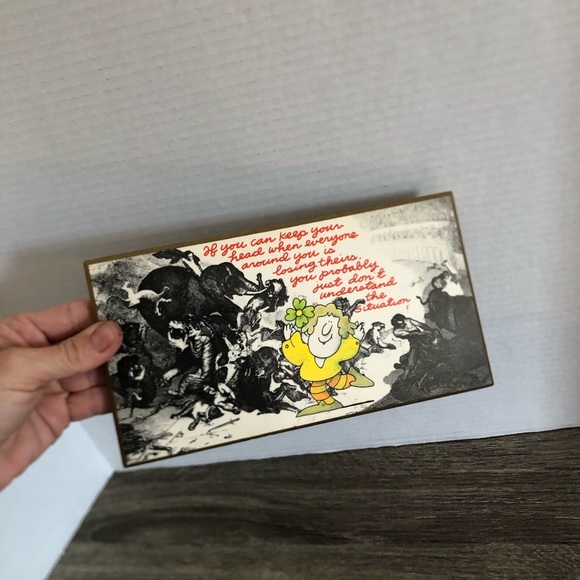 If you can keep your
head when everyone
around you is
losing theirs,
you probably
just don't
understand
the
situation